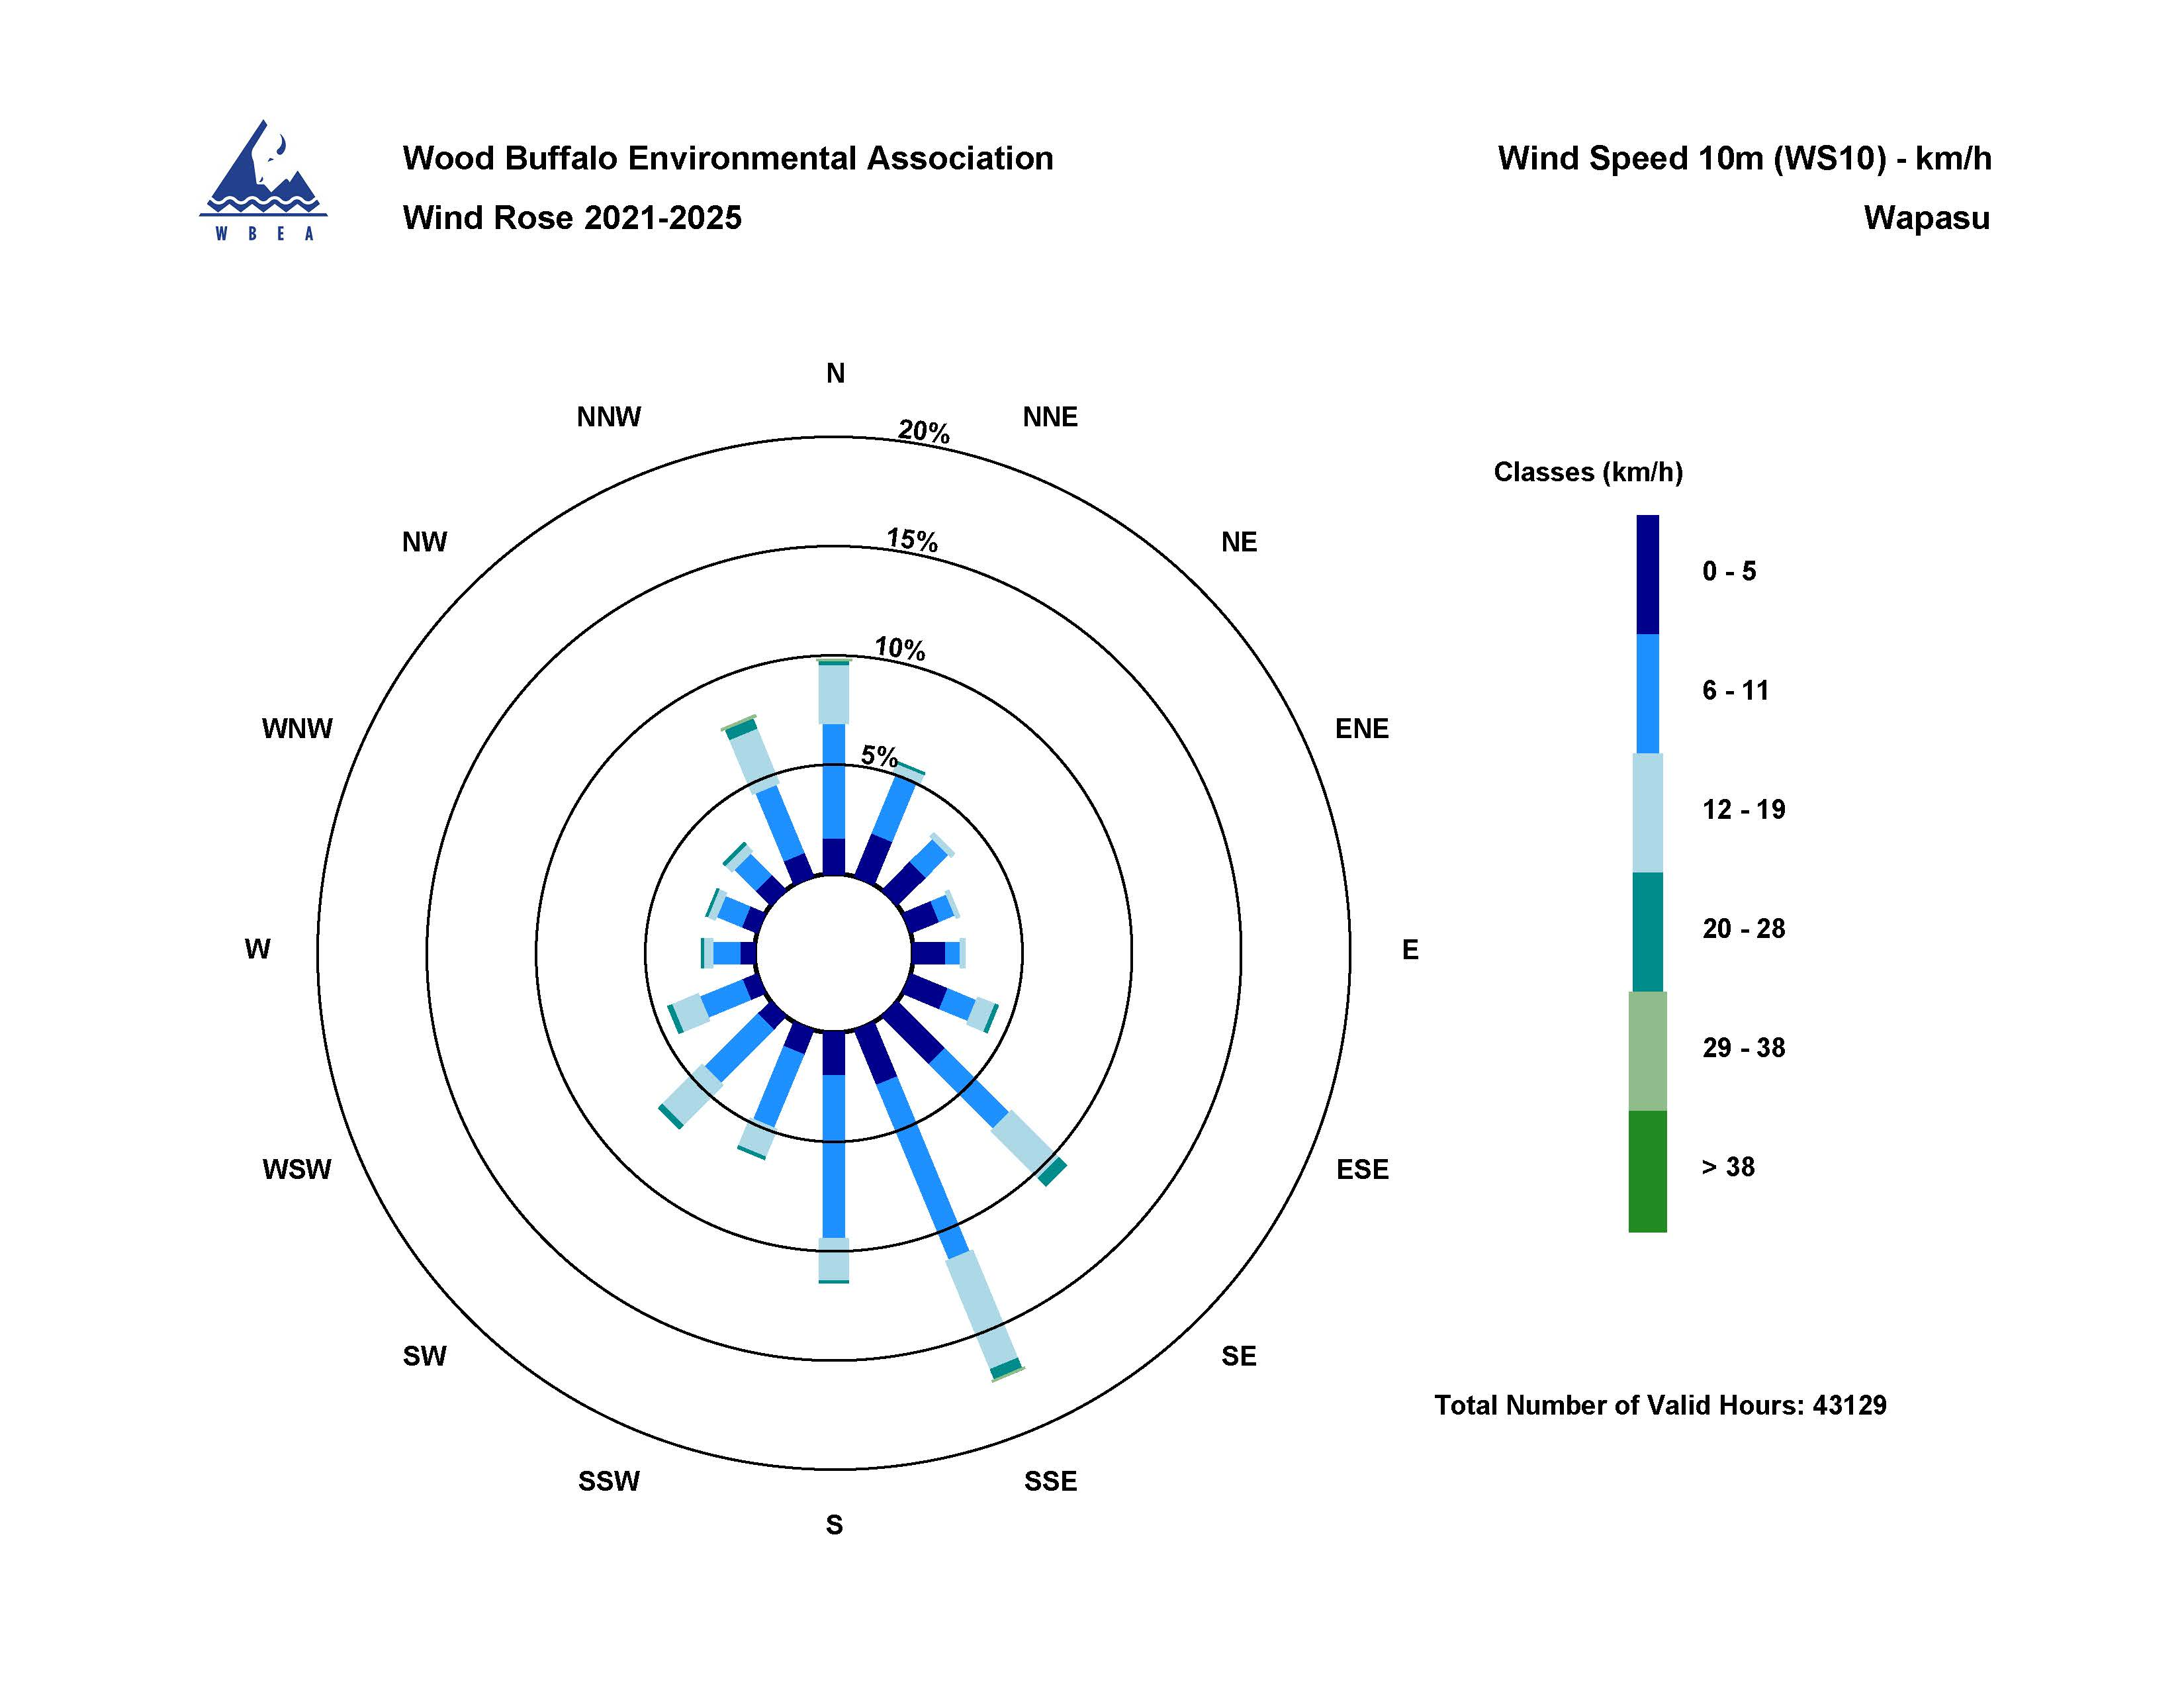 Wood Buffalo Environmental Association
Wind Speed 10m (WS10) - km/h
Wind Rose 2021-2025
Wapasu
W B E A
N
NNW
NNE
20%
Classes (km/h)
NW
15%
NE
0 - 5
10%
6 - 11
WNW
5%
ENE
12 - 19
W
E
20 - 28
29 - 38
WSW
ESE
> 38
SW
SE
Total Number of Valid Hours: 43129
SSW
SSE
S